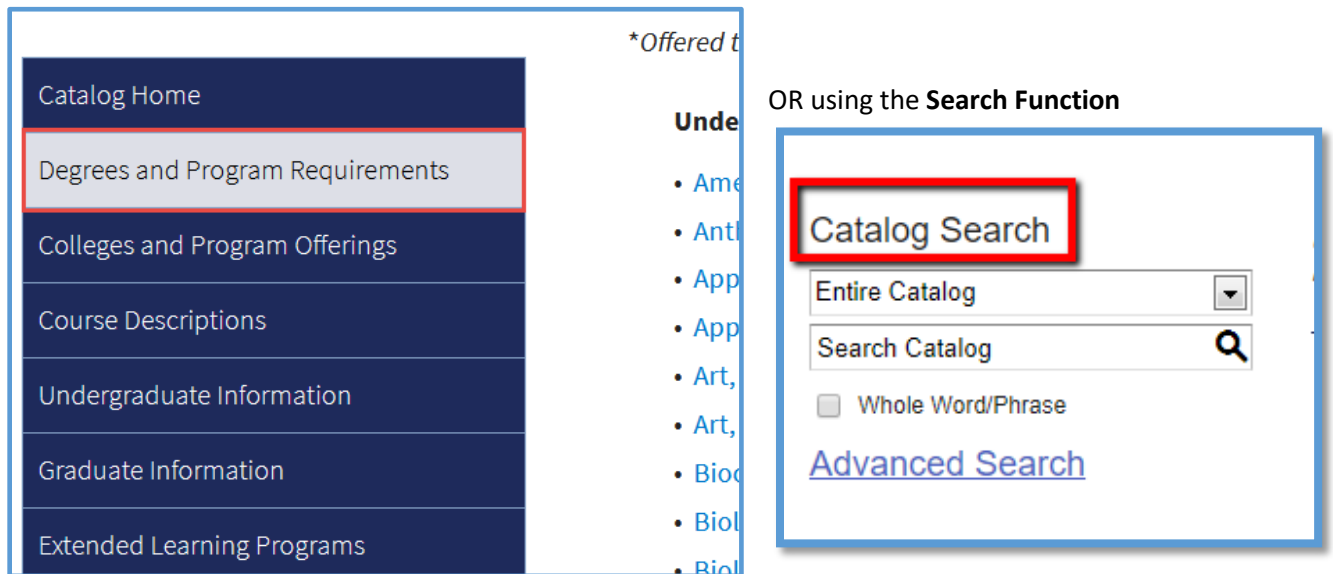 Catalog Home
Degrees and Program Requirements
Colleges and Program Offerings
Course Descriptions
Undergraduate Information
Graduate Information
Extended Learning Programs
*Offered t
Unde
• Ame
• Anth
• App
• App
• Art,
• Art,
• Bioc
• Biol
• Biol
OR using the Search Function
Catalog Search
Entire Catalog
Search Catalog
Whole Word/Phrase
Advanced Search